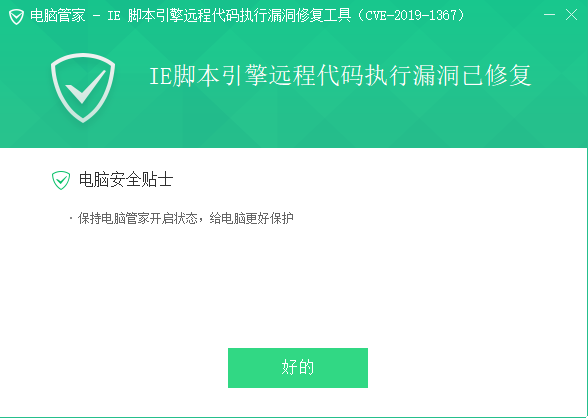 电脑管家 - IE 脚本引擎远程代码执行漏洞修复工具（CVE-2019-1367）
IE脚本引擎远程代码执行漏洞已修复
电脑安全贴士
· 保持电脑管家开启状态，给电脑更好保护
好的